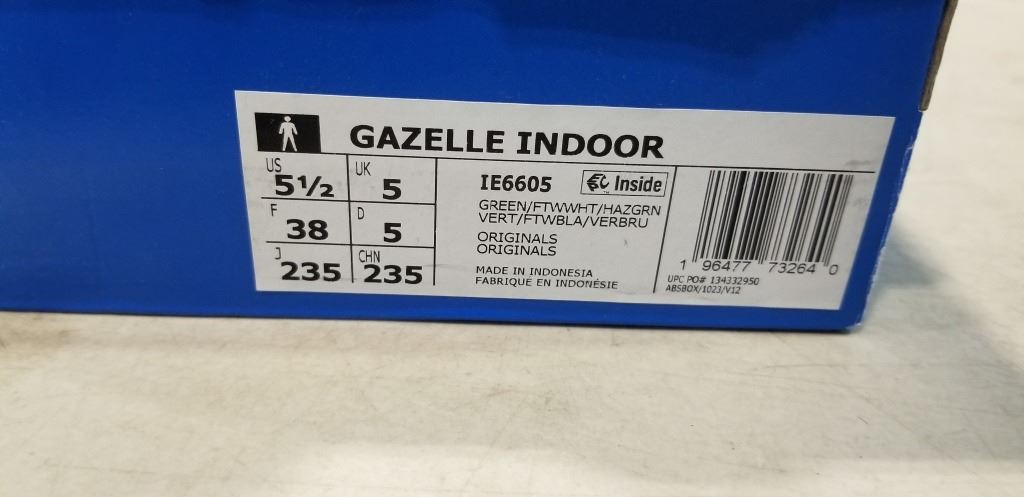 GAZELLE INDOOR
US 5½ UK 5
F 38 D 5
J 235 CHN 235
IE6605 Inside
GREEN/FTWWHT/HAZGRN
VERT/FTWBLA/VERBRU
ORIGINALS
ORIGINALS
MADE IN INDONESIA
FABRIQUE EN INDONÉSIE
1 96477 73264 0
UPC PO# 134332950
ABSBOX/1023/V12